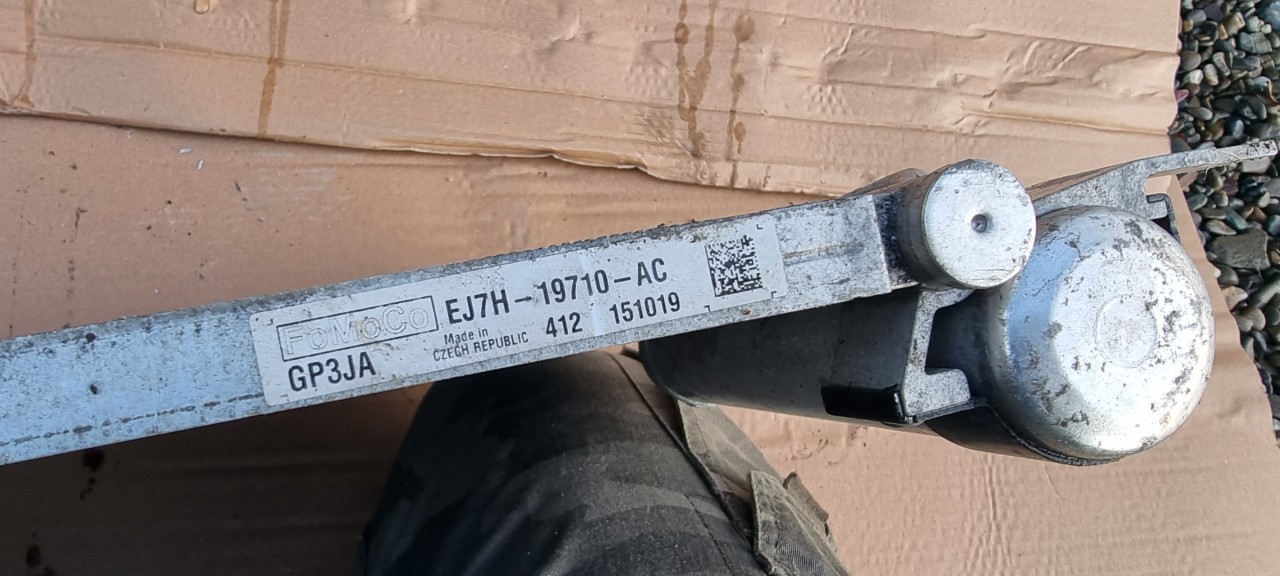 FoMoCo EJ7H-19710-AC
Made in
CZECH REPUBLIC 412 151019
GP3JA